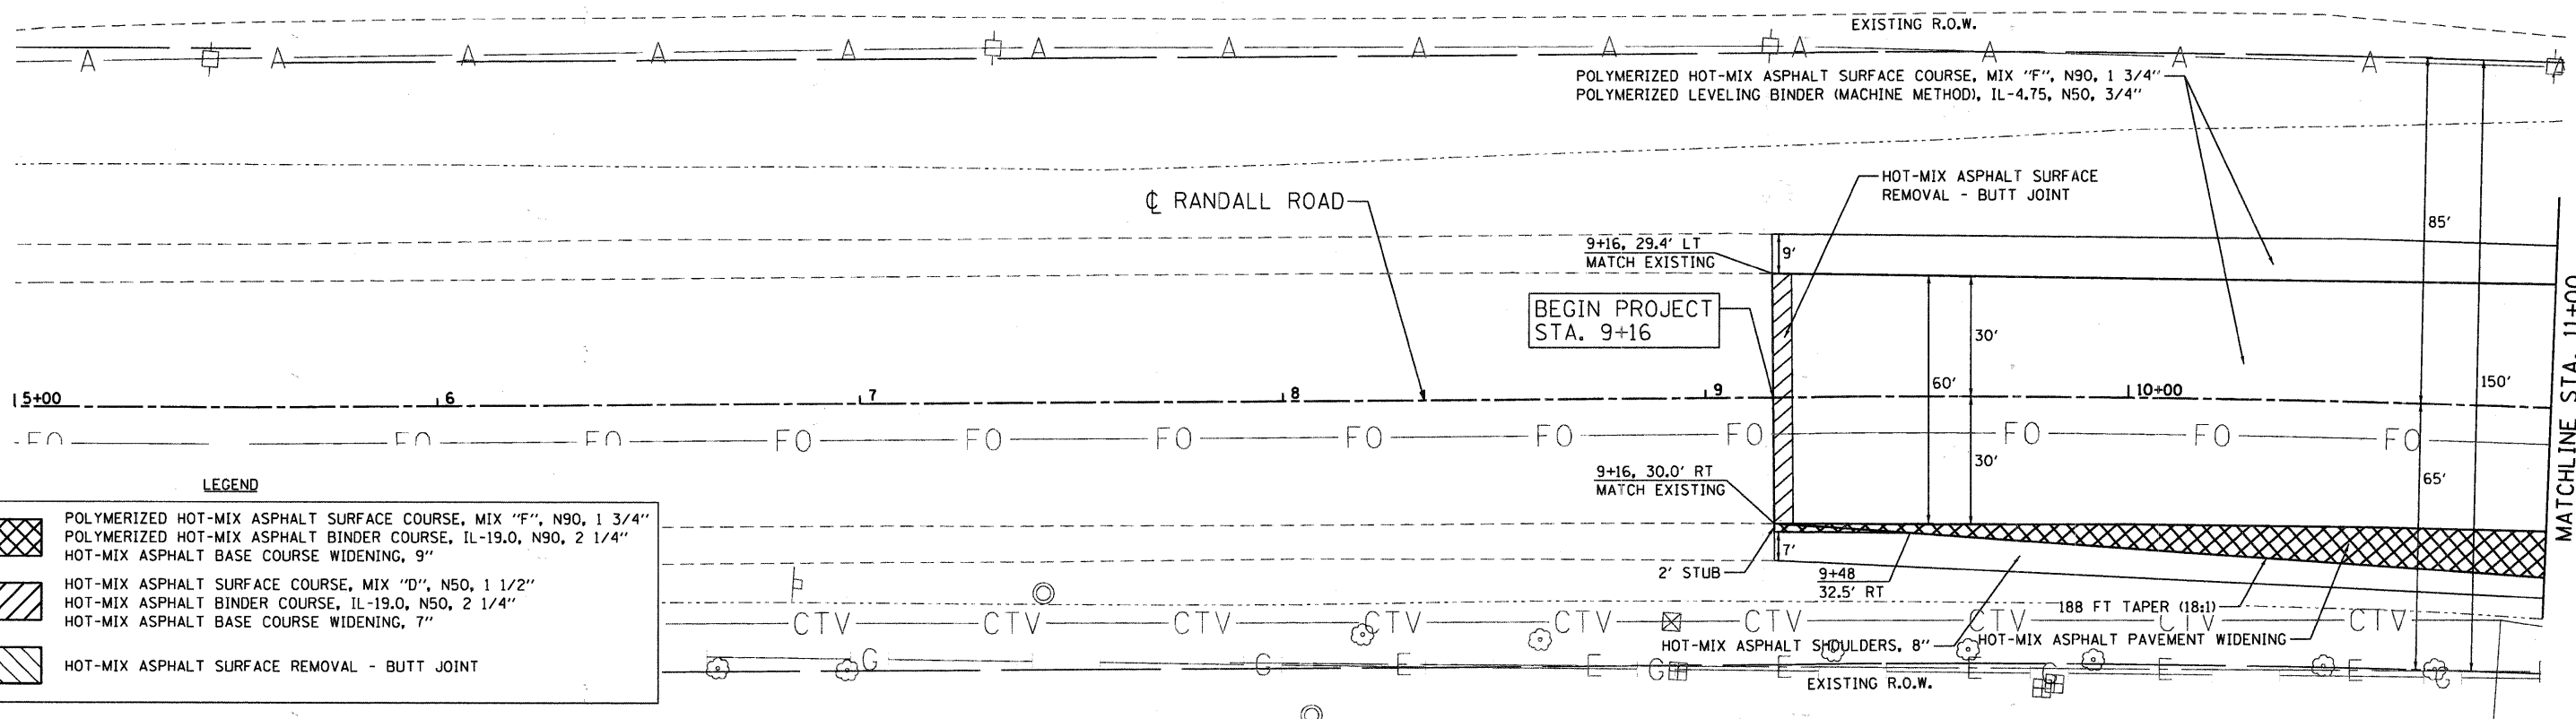 EXISTING R.O.W.
A A A A A A A A A A A A A
POLYMERIZED HOT-MIX ASPHALT SURFACE COURSE, MIX "F", N90, 1 3/4"
POLYMERIZED LEVELING BINDER (MACHINE METHOD), IL-4.75, N50, 3/4"
HOT-MIX ASPHALT SURFACE
REMOVAL - BUTT JOINT
℄ RANDALL ROAD
85'
9+16, 29.4' LT
MATCH EXISTING
9'
BEGIN PROJECT
STA. 9+16
30'
60'
150'
MATCHLINE STA. 11+00
5+00 6 7 8 9 10+00
FO FO FO FO FO FO FO FO FO FO FO FO
30'
65'
9+16, 30.0' RT
MATCH EXISTING
LEGEND
POLYMERIZED HOT-MIX ASPHALT SURFACE COURSE, MIX "F", N90, 1 3/4"
POLYMERIZED HOT-MIX ASPHALT BINDER COURSE, IL-19.0, N90, 2 1/4"
HOT-MIX ASPHALT BASE COURSE WIDENING, 9"
HOT-MIX ASPHALT SURFACE COURSE, MIX "D", N50, 1 1/2"
HOT-MIX ASPHALT BINDER COURSE, IL-19.0, N50, 2 1/4"
HOT-MIX ASPHALT BASE COURSE WIDENING, 7"
HOT-MIX ASPHALT SURFACE REMOVAL - BUTT JOINT
7'
2' STUB
9+48
32.5' RT
188 FT TAPER (18:1)
CTV CTV CTV CTV CTV CTV CTV CTV CTV
HOT-MIX ASPHALT SHOULDERS, 8"
HOT-MIX ASPHALT PAVEMENT WIDENING
G G E E G E E G E E G
EXISTING R.O.W.